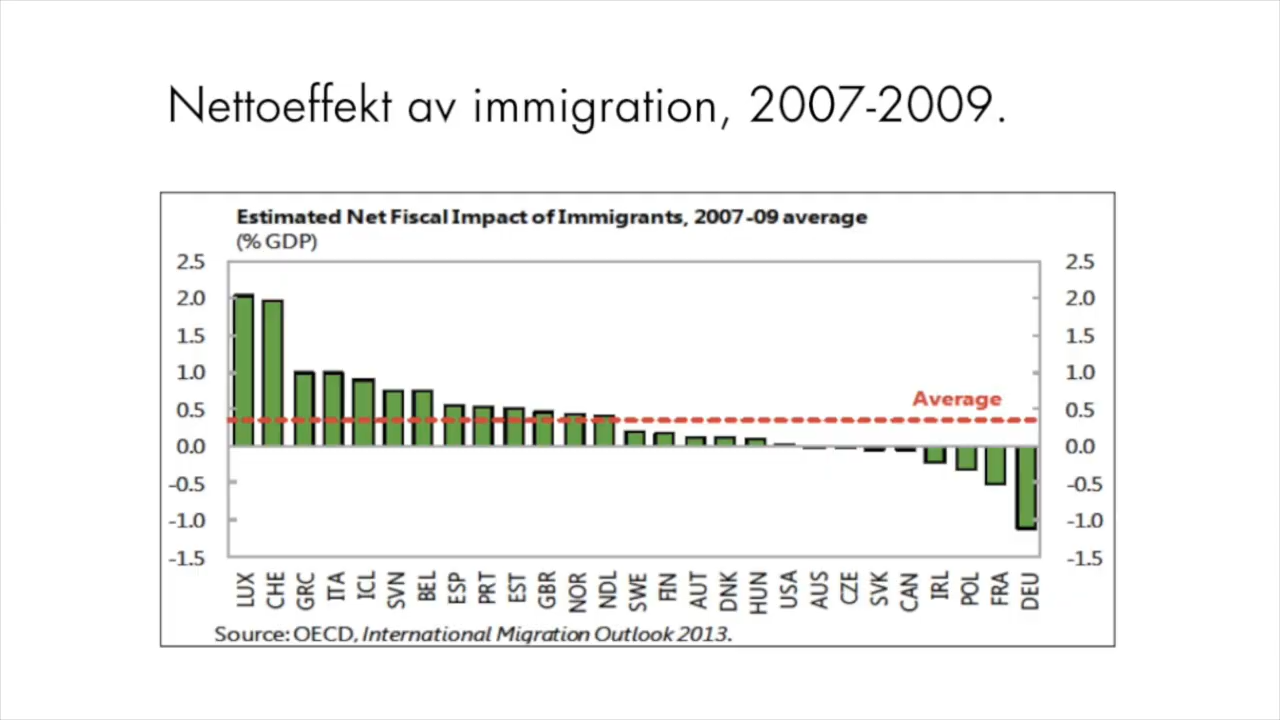 Nettoeffekt av immigration, 2007-2009.
Estimated Net Fiscal Impact of Immigrants, 2007-09 average
(% GDP)
2.5 2.5
2.0 2.0
1.5 1.5
1.0 1.0
Average
0.5 0.5
0.0 0.0
-0.5 -0.5
-1.0 -1.0
-1.5 -1.5
LUX CHE GRC ITA ICL SVN BEL ESP PRT EST GBR NOR NDL SWE FIN AUT DNK HUN USA AUS CZE SVK CAN IRL POL FRA DEU
Source: OECD, International Migration Outlook 2013.